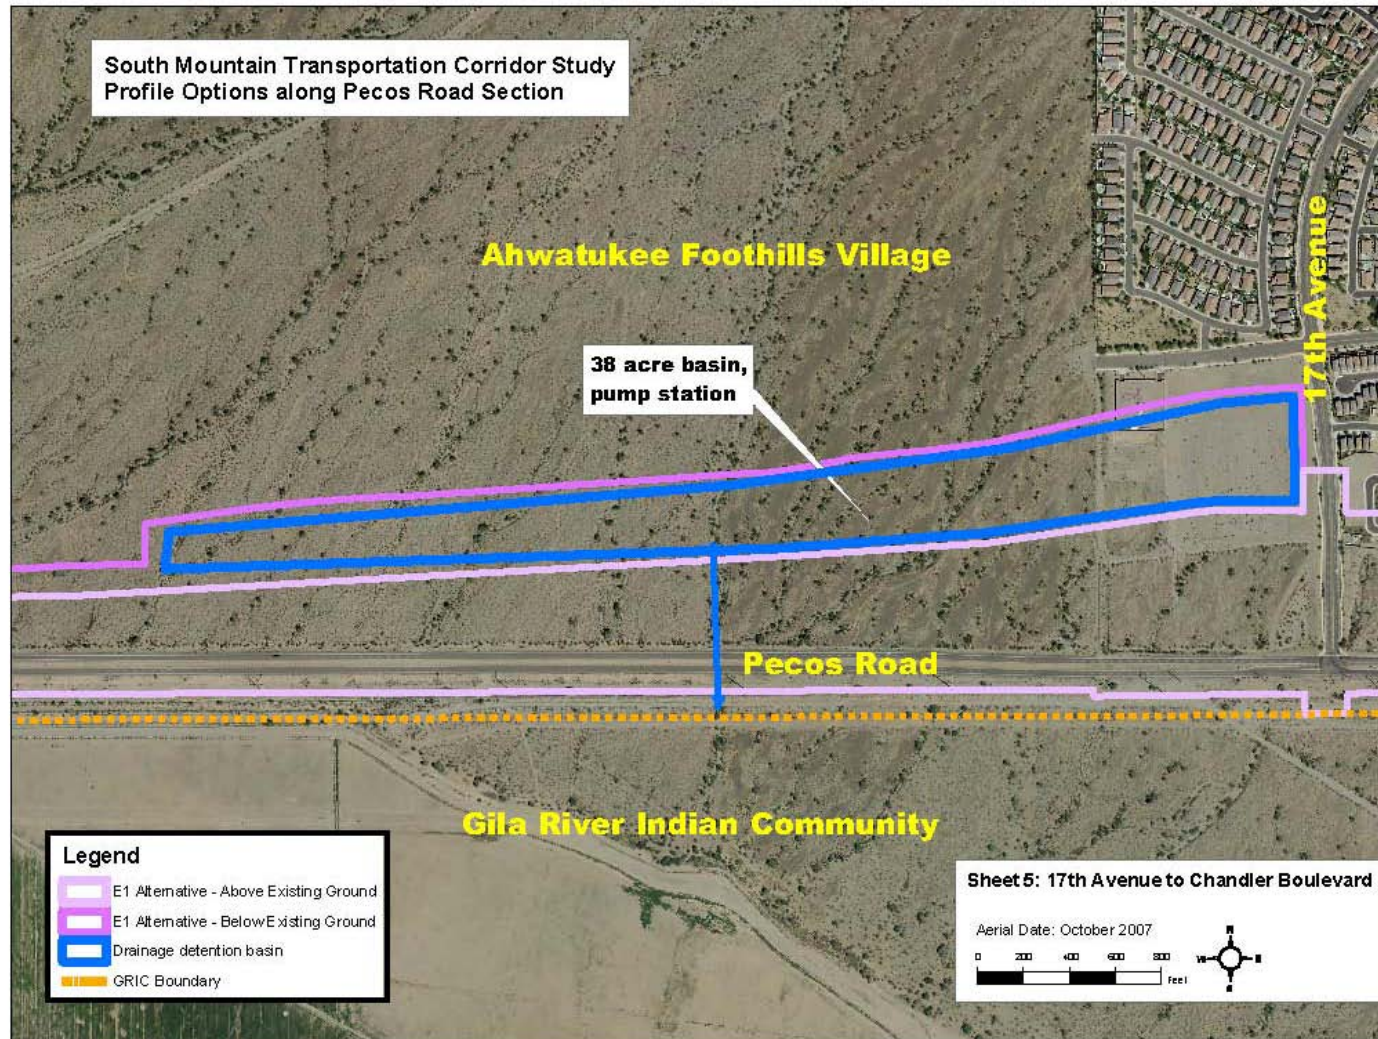 South Mountain Transportation Corridor Study
Profile Options along Pecos Road Section
17th Avenue
Ahwatukee Foothills Village
38 acre basin,
pump station
Pecos Road
Gila River Indian Community
Legend
E1 Alternative - Above Existing Ground
E1 Alternative - Below Existing Ground
Drainage detention basin
GRIC Boundary
Sheet 5: 17th Avenue to Chandler Boulevard
Aerial Date: October 2007
0 200 400 600 800
Feet
N
W E
S